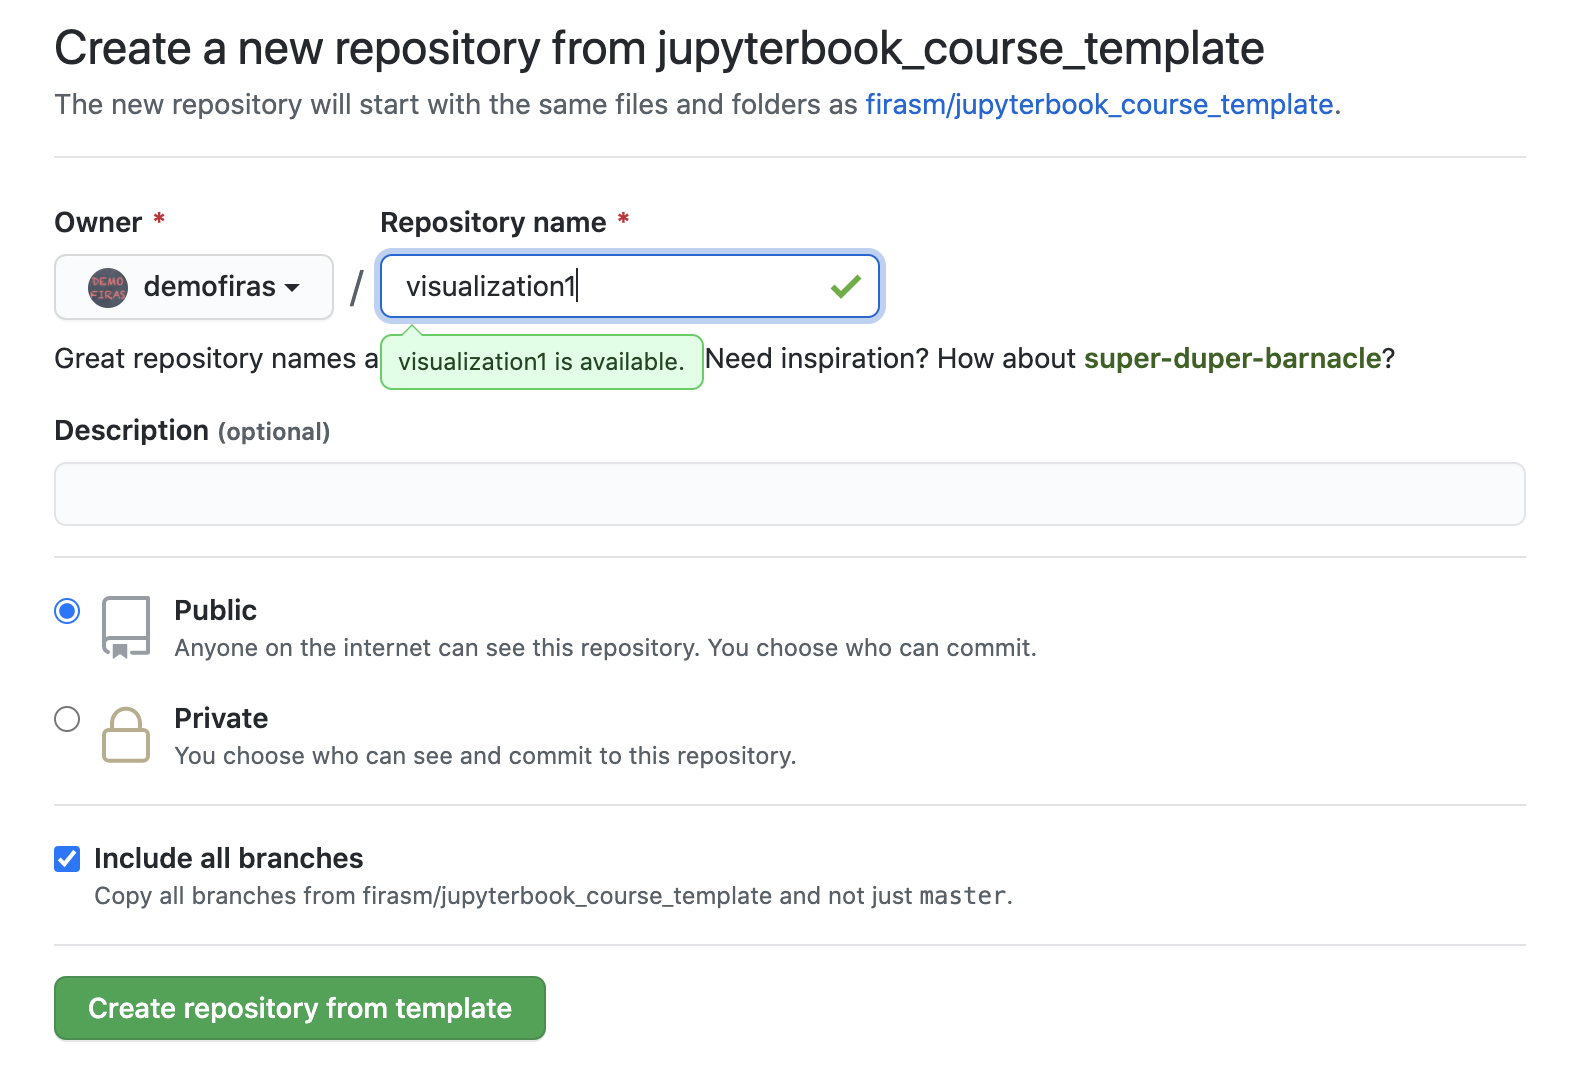 Create a new repository from jupyterbook_course_template
The new repository will start with the same files and folders as firasm/jupyterbook_course_template.
Owner *
Repository name *
DEMO
FIRAS
demofiras
/
visualization1
Great repository names a
visualization1 is available.
Need inspiration? How about super-duper-barnacle?
Description (optional)
Public
Anyone on the internet can see this repository. You choose who can commit.
Private
You choose who can see and commit to this repository.
Include all branches
Copy all branches from firasm/jupyterbook_course_template and not just master.
Create repository from template